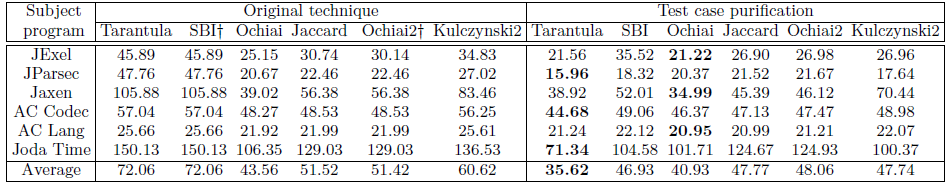 Subject Original technique Test case purification
program Tarantula SBI† Ochiai Jaccard Ochiai2† Kulczynski2 Tarantula SBI Ochiai Jaccard Ochiai2 Kulczynski2
JExel 45.89 45.89 25.15 30.74 30.14 34.83 21.56 35.52 21.22 26.90 26.98 26.96
JParsec 47.76 47.76 20.67 22.46 22.46 27.02 15.96 18.32 20.37 21.52 21.67 17.64
Jaxen 105.88 105.88 39.02 56.38 56.38 83.46 38.92 52.01 34.99 45.39 46.12 70.44
AC Codec 57.04 57.04 48.27 48.53 48.53 56.25 44.68 49.06 46.37 47.13 47.47 48.98
AC Lang 25.66 25.66 21.92 21.99 21.99 25.61 21.24 22.12 20.95 20.99 21.21 22.07
Joda Time 150.13 150.13 106.35 129.03 129.03 136.53 71.34 104.58 101.71 124.67 124.93 100.37
Average 72.06 72.06 43.56 51.52 51.42 60.62 35.62 46.93 40.93 47.77 48.06 47.74